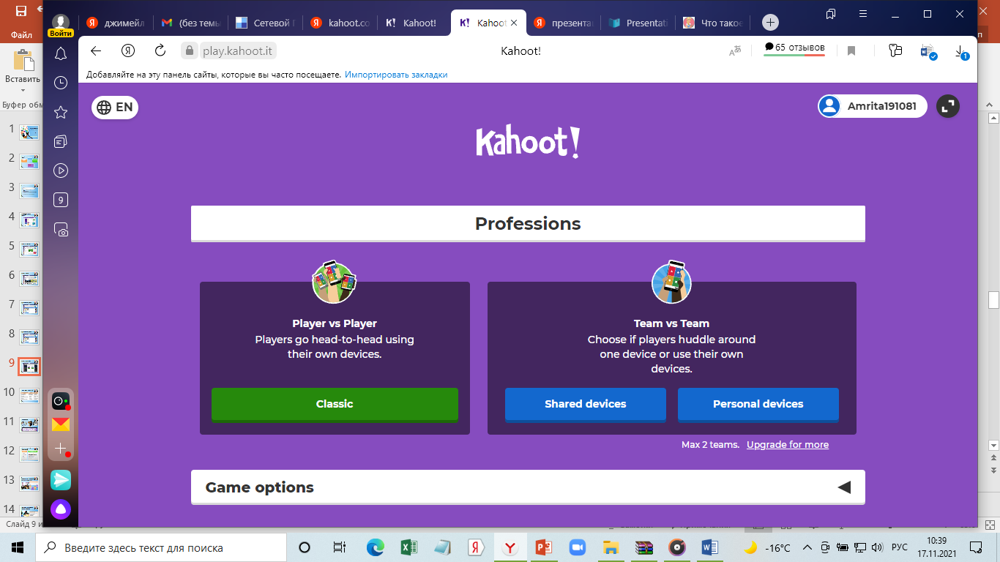 джимейл
(без темы
Сетевой Г
kahoot.co
Kahoot!
Kahoot
презента
Presentati
Что такое
Файл
Войти
play.kahoot.it
Kahoot!
65 отзывов
Вставить
Добавляйте на эту панель сайты, которые вы часто посещаете. Импортировать закладки
Буфер обм
EN
Amrita191081
Kahoot!
1
2
3
4
5
6
7
8
9
10
11
12
13
14
9
Professions
Player vs Player
Players go head-to-head using
their own devices.
Classic
Team vs Team
Choose if players huddle around
one device or use their own
devices.
Shared devices
Personal devices
Max 2 teams. Upgrade for more
Game options
Слайд 9 и
Введите здесь текст для поиска
-16°C
РУС
10:39
17.11.2021